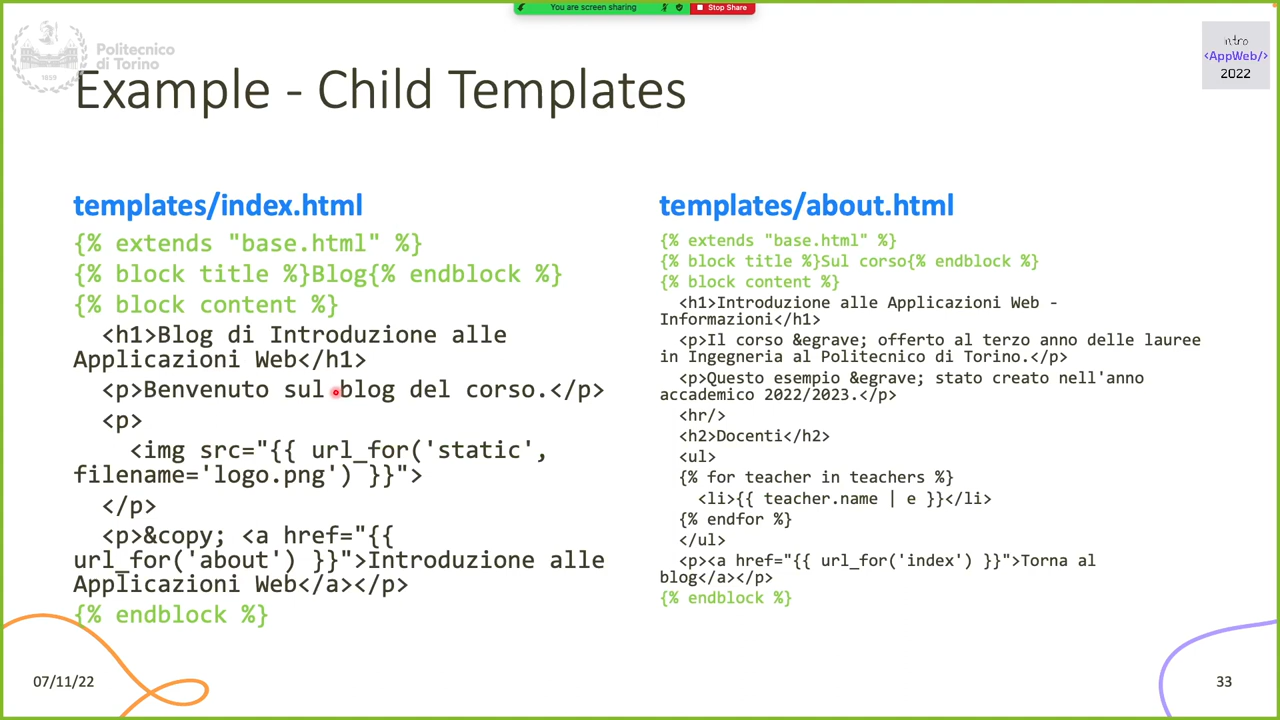 You are screen sharing
Stop Share
Politecnico
di Torino
1859
intro
<AppWeb/>
2022
Example - Child Templates
templates/index.html
{% extends "base.html" %}
{% block title %}Blog{% endblock %}
{% block content %}
<h1>Blog di Introduzione alle
Applicazioni Web</h1>
<p>Benvenuto sul blog del corso.</p>
<p>
<img src="{{ url_for('static',
filename='logo.png') }}">
</p>
<p>&copy; <a href="{{
url_for('about') }}">Introduzione alle
Applicazioni Web</a></p>
{% endblock %}
templates/about.html
{% extends "base.html" %}
{% block title %}Sul corso{% endblock %}
{% block content %}
<h1>Introduzione alle Applicazioni Web -
Informazioni</h1>
<p>Il corso &egrave; offerto al terzo anno delle lauree
in Ingegneria al Politecnico di Torino.</p>
<p>Questo esempio &egrave; stato creato nell'anno
accademico 2022/2023.</p>
<hr/>
<h2>Docenti</h2>
<ul>
{% for teacher in teachers %}
<li>{{ teacher.name | e }}</li>
{% endfor %}
</ul>
<p><a href="{{ url_for('index') }}">Torna al
blog</a></p>
{% endblock %}
07/11/22
33